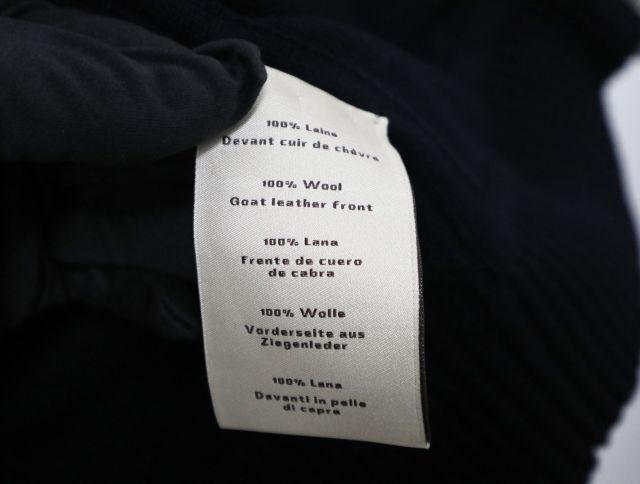 100% Laine
Devant cuir de chèvre
100% Wool
Goat leather front
100% Lana
Frente de cuero
de cabra
100% Wolle
Vorderseite aus
Ziegenleder
100% Lana
Davanti in pelle
di capra